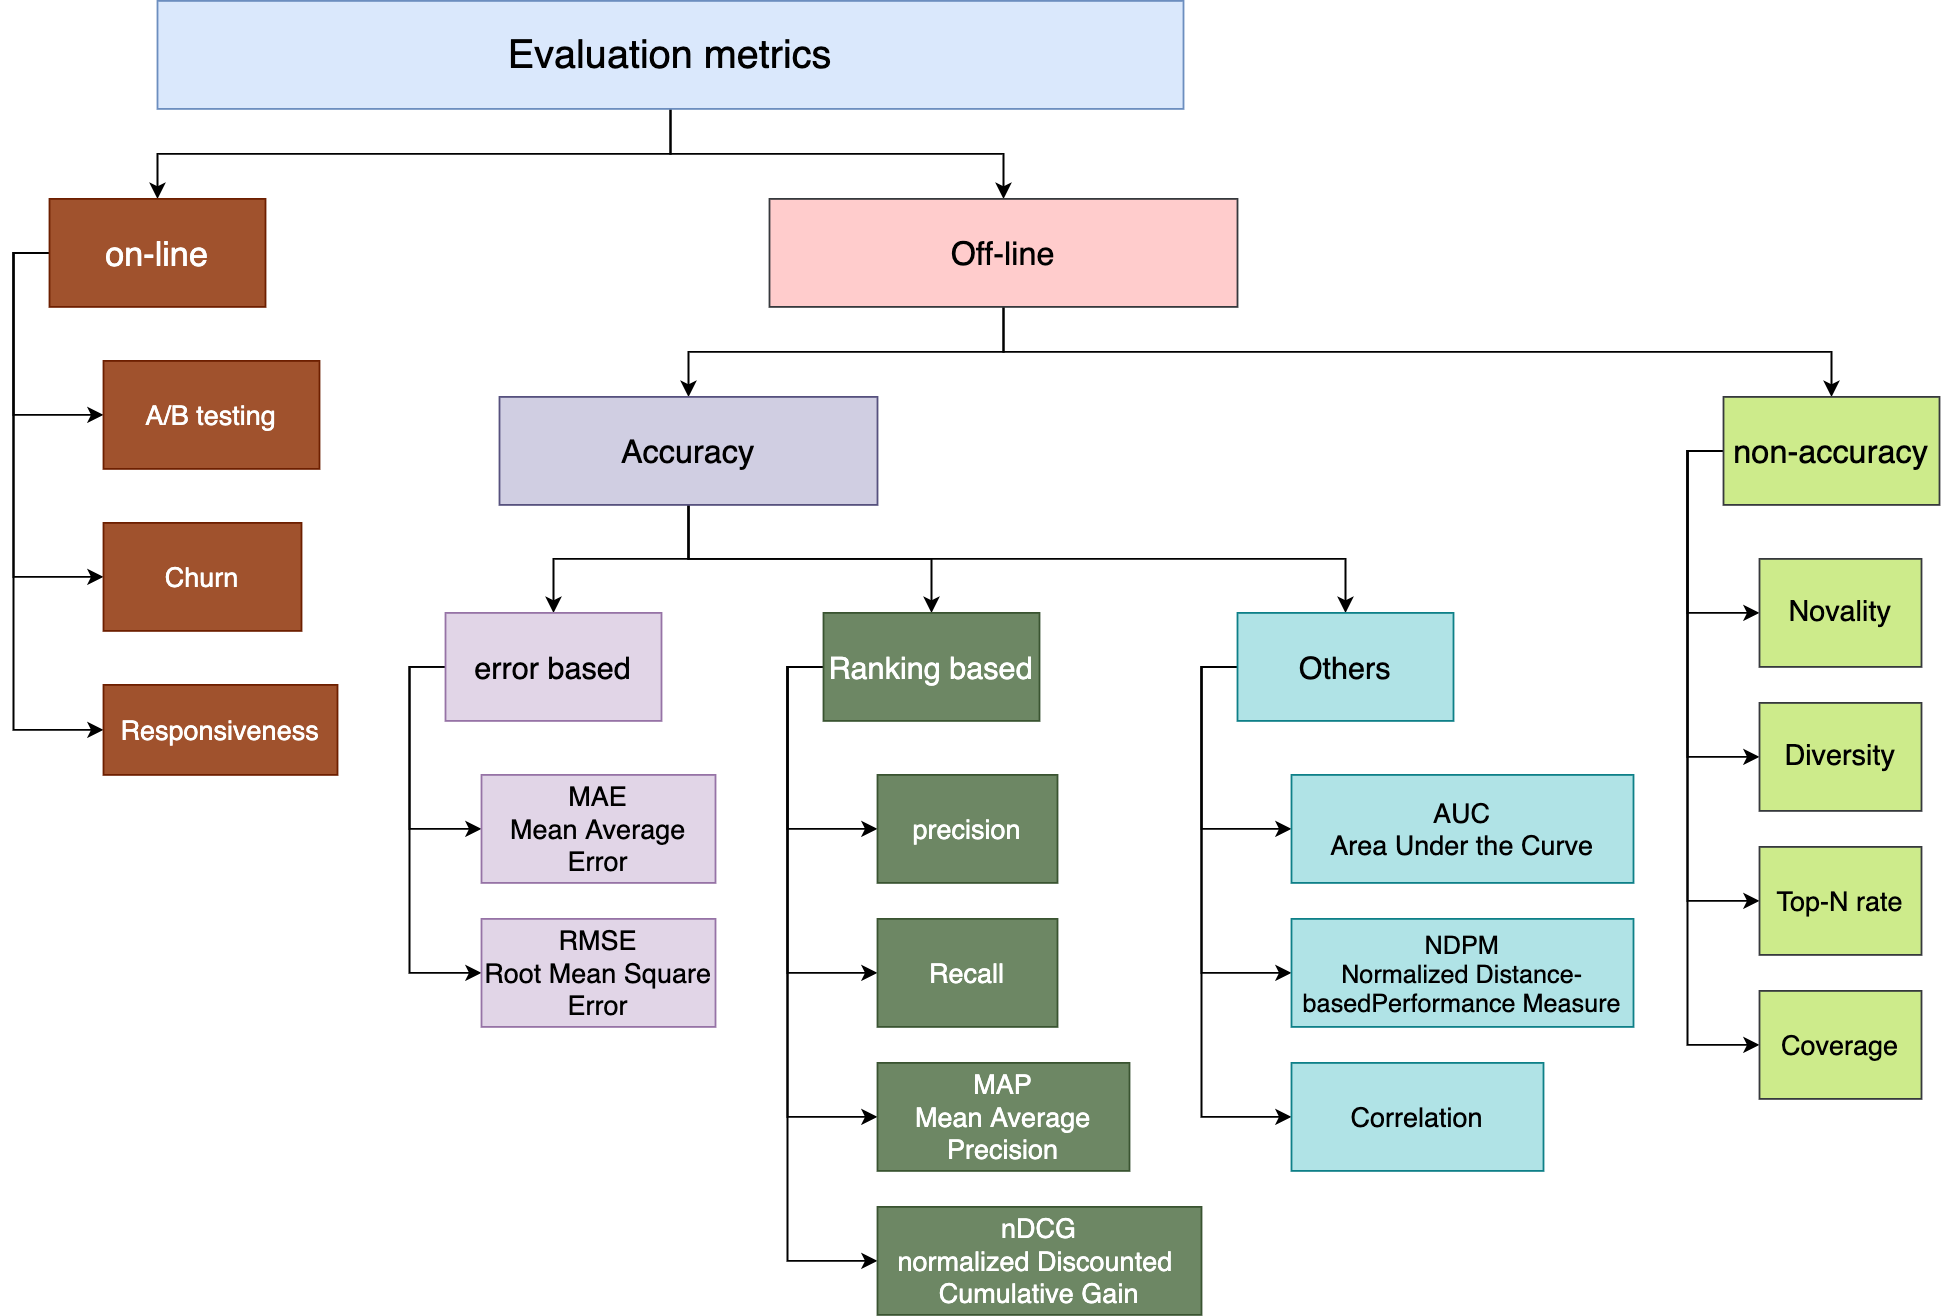 Evaluation metrics
on-line
Off-line
A/B testing
Churn
Responsiveness
Accuracy
non-accuracy
error based
MAE
Mean Average
Error
RMSE
Root Mean Square
Error
Ranking based
precision
Recall
MAP
Mean Average
Precision
nDCG
normalized Discounted
Cumulative Gain
Others
AUC
Area Under the Curve
NDPM
Normalized Distance-
basedPerformance Measure
Correlation
Novality
Diversity
Top-N rate
Coverage